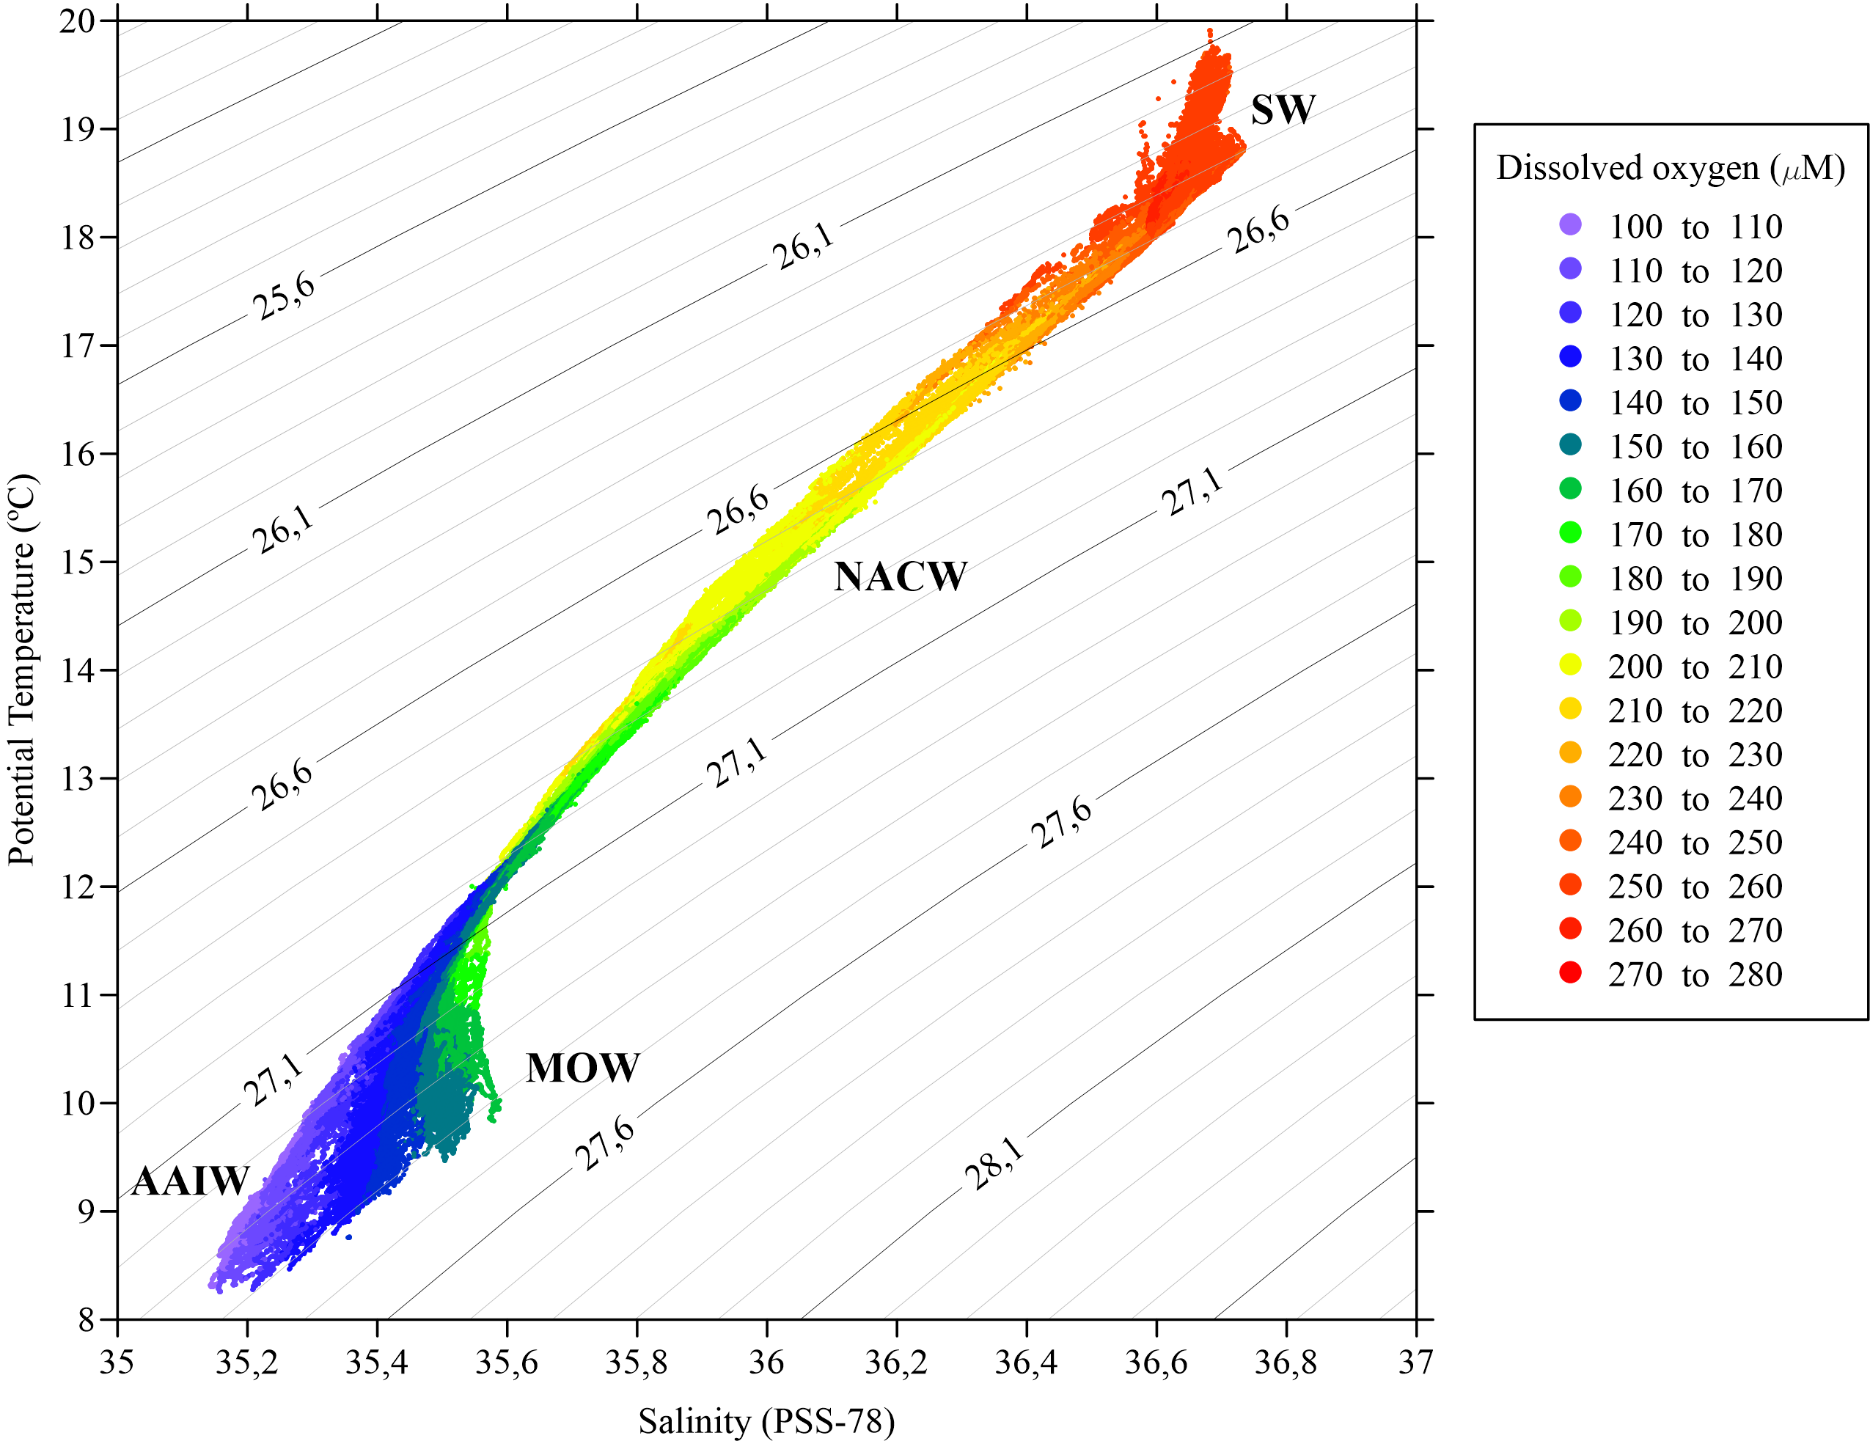 20
19
18
17
16
15
14
13
12
11
10
9
8
Potential Temperature (ºC)
35
35,2
35,4
35,6
35,8
36
36,2
36,4
36,6
36,8
37
Salinity (PSS-78)
25,6
26,1
26,6
26,1
26,6
27,1
26,6
27,1
27,6
27,1
27,6
28,1
SW
NACW
MOW
AAIW
Dissolved oxygen (μM)
100 to 110
110 to 120
120 to 130
130 to 140
140 to 150
150 to 160
160 to 170
170 to 180
180 to 190
190 to 200
200 to 210
210 to 220
220 to 230
230 to 240
240 to 250
250 to 260
260 to 270
270 to 280